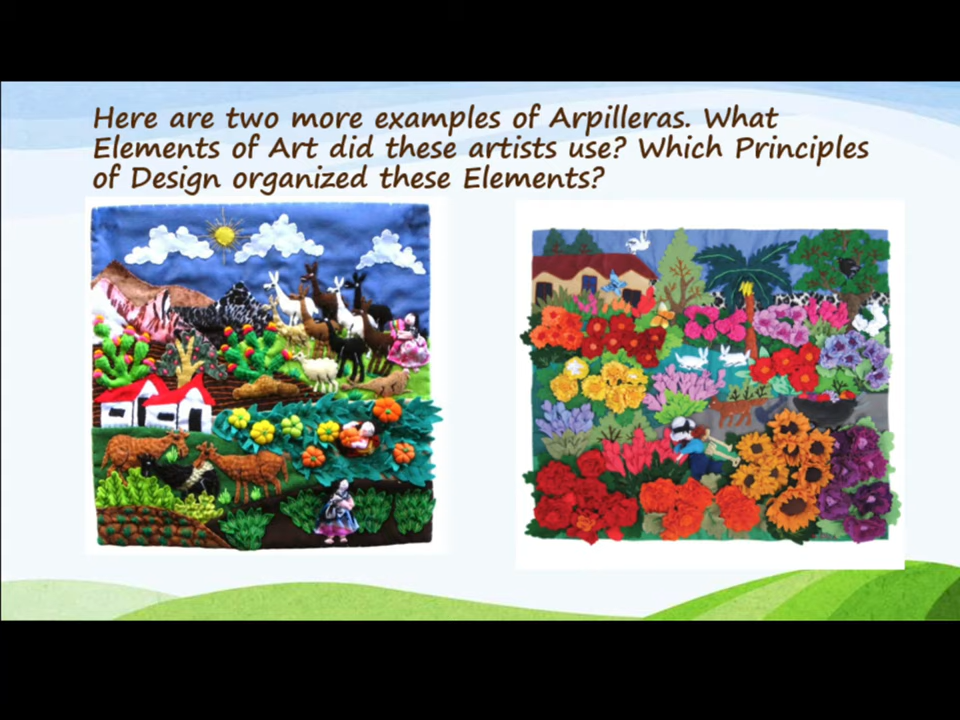 Here are two more examples of Arpilleras. What
Elements of Art did these artists use? Which Principles
of Design organized these Elements?